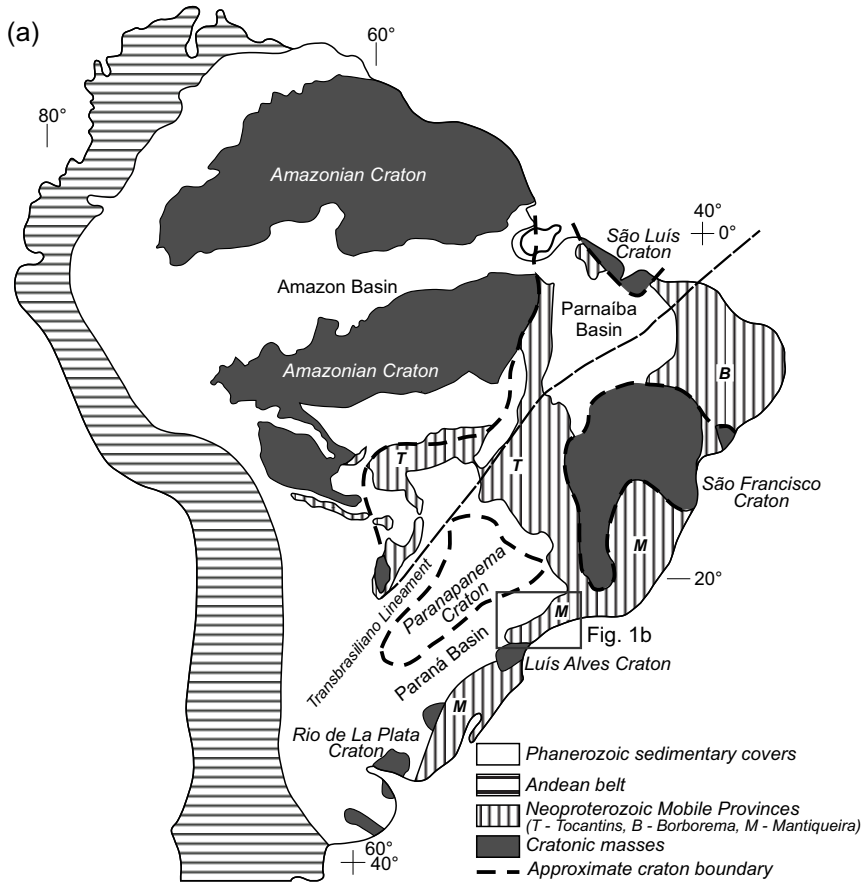 (a)
60°
80°
Amazonian Craton
40°
0°
São Luís
Craton
Amazon Basin
Parnaíba
Basin
Amazonian Craton
B
T
T
São Francisco
Craton
M
20°
Transbrasiliano Lineament
Paranapanema
Craton
M
Fig. 1b
Paraná Basin
Luís Alves Craton
M
Rio de La Plata
Craton
Phanerozoic sedimentary covers
Andean belt
Neoproterozoic Mobile Provinces
(T - Tocantins, B - Borborema, M - Mantiqueira)
Cratonic masses
Approximate craton boundary
60°
40°